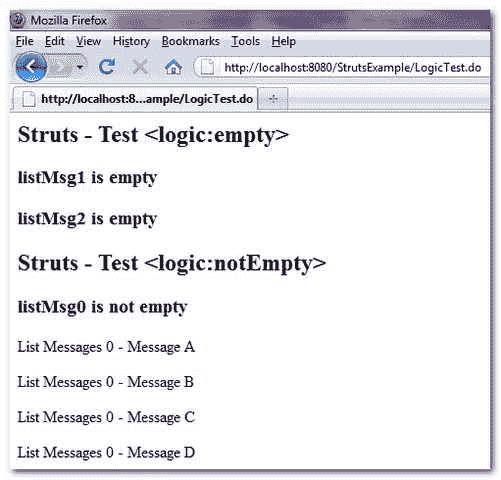 Mozilla Firefox
File Edit View History Bookmarks Tools Help
http://localhost:8080/StrutsExample/LogicTest.do
http://localhost:8...ample/LogicTest.do
Struts - Test <logic:empty>
listMsg1 is empty
listMsg2 is empty
Struts - Test <logic:notEmpty>
listMsg0 is not empty
List Messages 0 - Message A
List Messages 0 - Message B
List Messages 0 - Message C
List Messages 0 - Message D